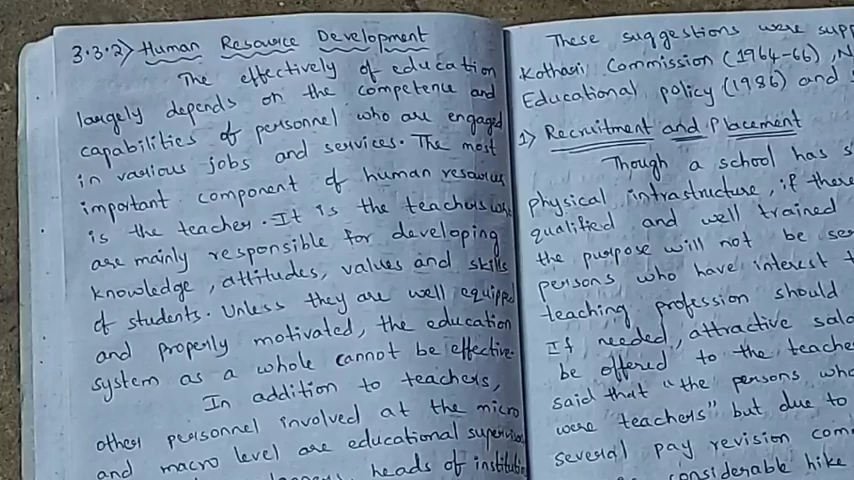 3.3.2) Human Resource Development
The effectively of education
largely depends on the competence and
capabilities of personnel who are engaged
in various jobs and services. The most
important component of human resources
is the teacher. It is the teachers who
are mainly responsible for developing
knowledge, attitudes, values and skills
of students. Unless they are well equipped
and properly motivated, the education
system as a whole cannot be effective.
In addition to teachers,
other personnel involved at the micro
and macro level are educational supervisors
heads of institution
These suggestions were
Kothari Commission (1964-66),
Educational policy (1986) and
1) Recruitment and Placement
Though a school has
physical intrastructure, if there
qualified and well trained
the purpose will not be
persons who have interest
teaching profession should
If needed, attractive
be offered to the
said that "the persons who
were teachers" but due to
several pay revision
considerable hike